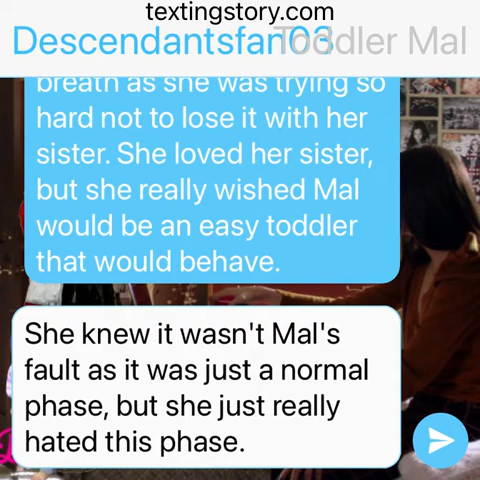 textingstory.com
Descendantsfan03 Toddler Mal
breath as she was trying so
hard not to lose it with her
sister. She loved her sister,
but she really wished Mal
would be an easy toddler
that would behave.
She knew it wasn't Mal's
fault as it was just a normal
phase, but she just really
hated this phase.